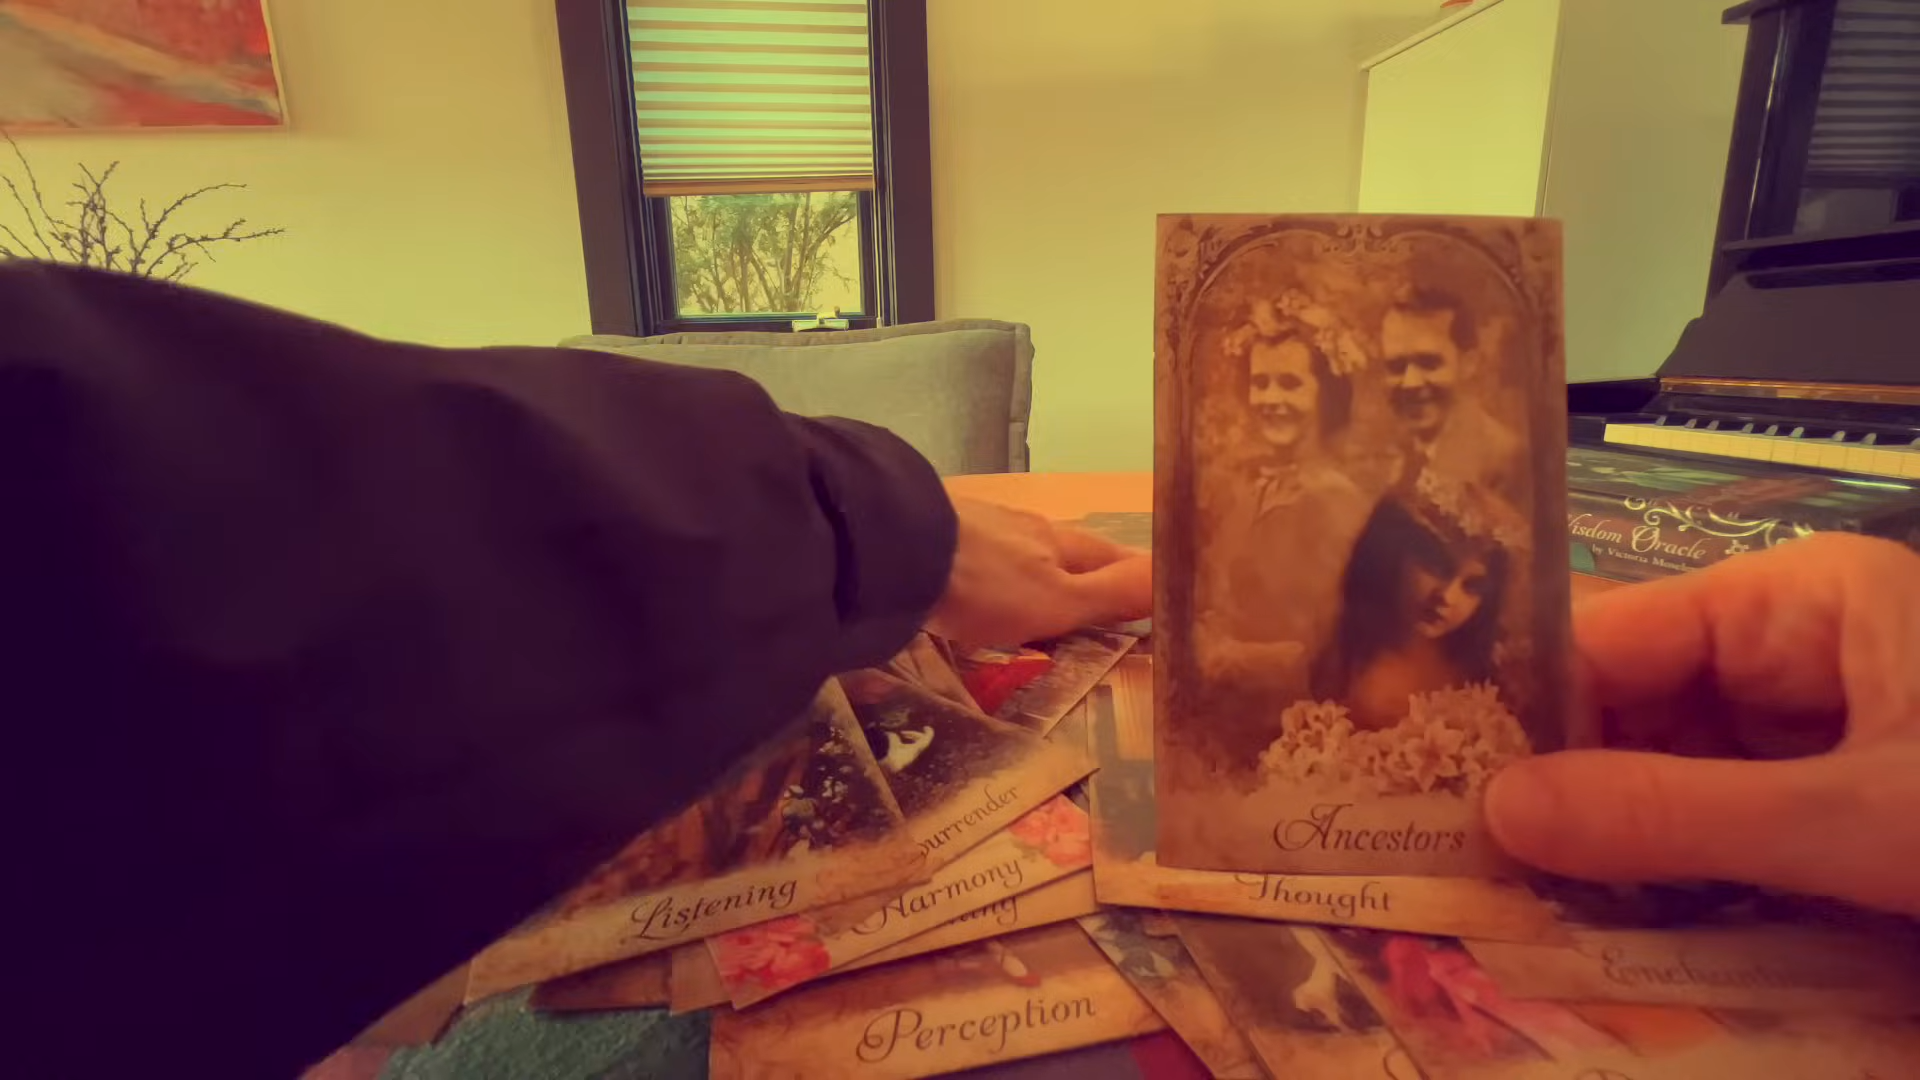 Wisdom Oracle
by Victoria
Ancestors
Surrender
Harmony
Listening
Thought
Perception